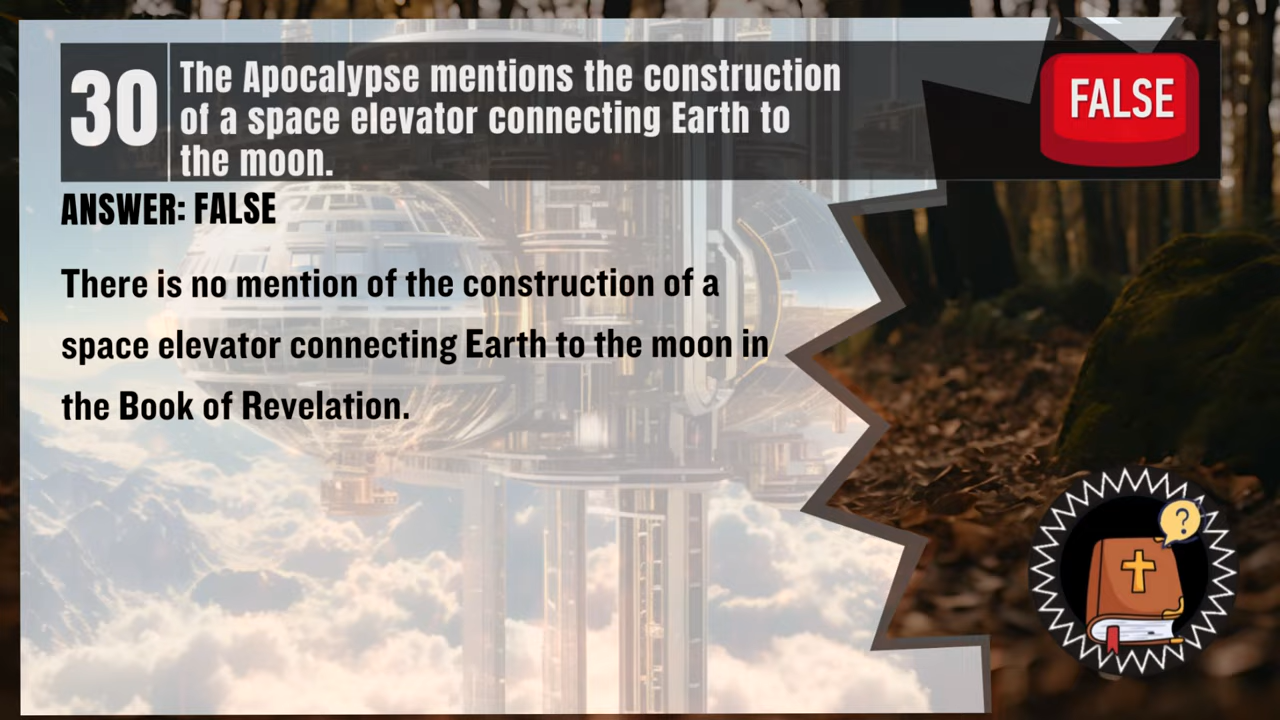 30
The Apocalypse mentions the construction
of a space elevator connecting Earth to
the moon.
FALSE
ANSWER: FALSE
There is no mention of the construction of a
space elevator connecting Earth to the moon in
the Book of Revelation.
?